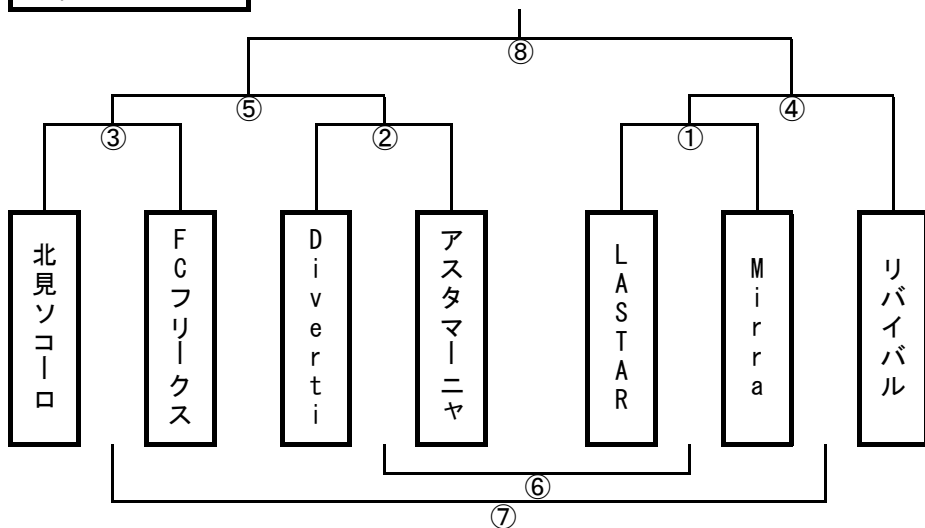 ⑧
⑤
④
③
②
①
北見ソコーロ
FCフリークス
Diverti
アスタマーニャ
LASTAR
Mirra
リバイバル
⑥
⑦